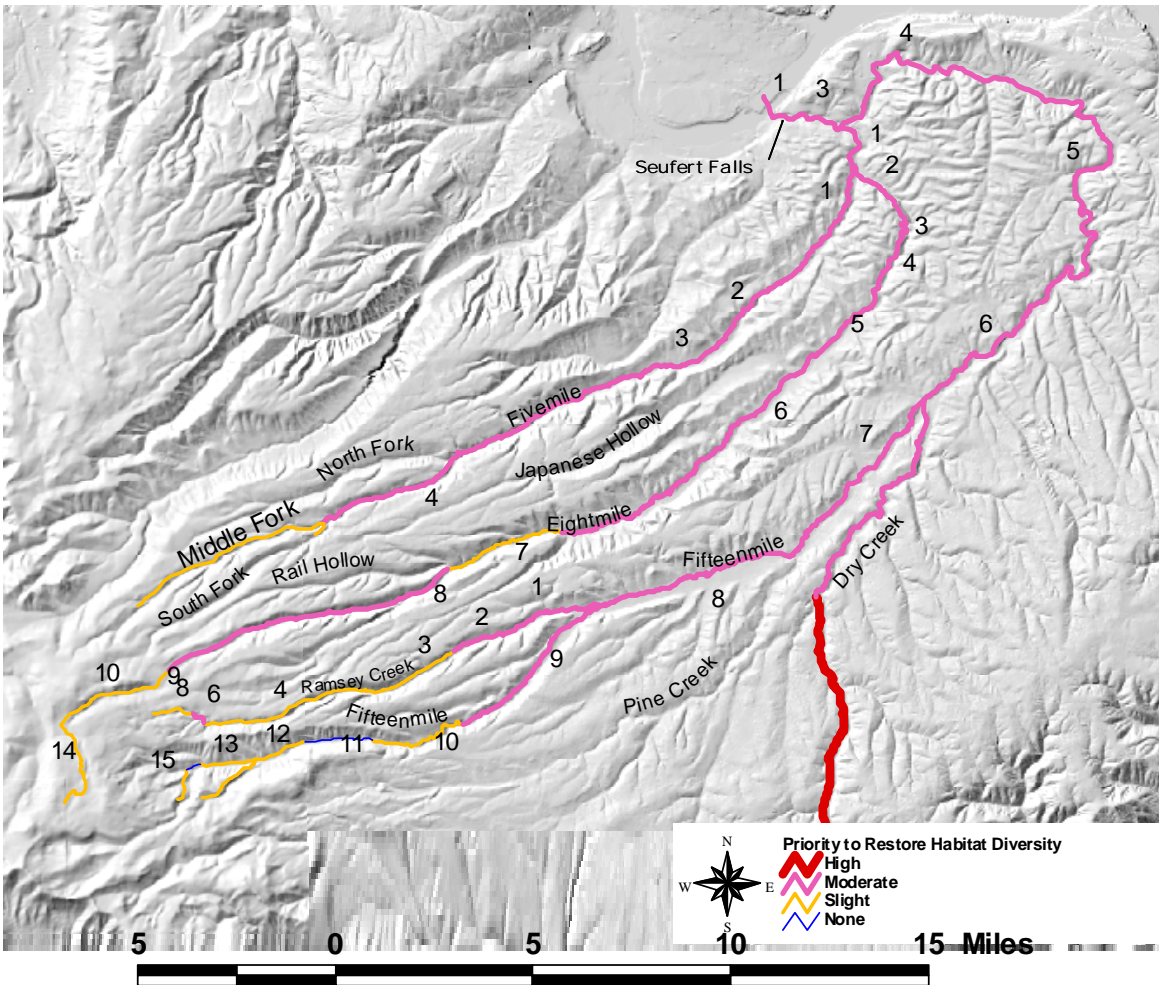 4
1
3
1
5
Seufert Falls
2
1
3
4
2
5
6
3
7
Fivemile
6
North Fork
Japanese Hollow
4
Middle Fork
Eightmile
7
Fifteenmile
Dry Creek
South Fork
Rail Hollow
1
8
2
8
3
9
10
9
8
6
4
Ramsey Creek
Pine Creek
Fifteenmile
14
15
13
12
11
10
Priority to Restore Habitat Diversity
N
W E
S
High
Moderate
Slight
None
5 0 5 10 15 Miles